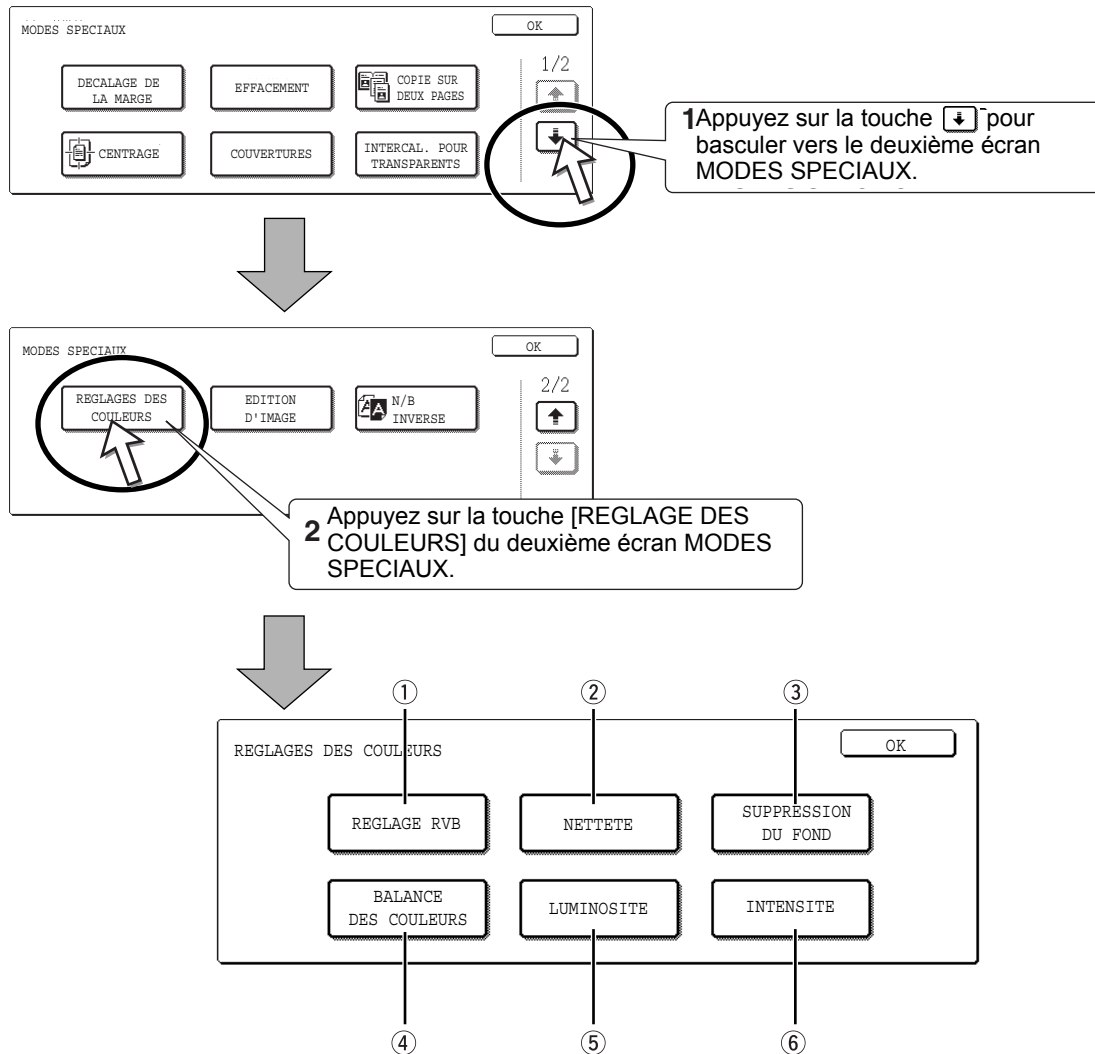 MODES SPECIAUX
OK
DECALAGE DE
LA MARGE
EFFACEMENT
COPIE SUR
DEUX PAGES
1/2
CENTRAGE
COUVERTURES
INTERCAL. POUR
TRANSPARENTS
1 Appuyez sur la touche pour
basculer vers le deuxième écran
MODES SPECIAUX.
MODES SPECIAUX
OK
REGLAGES DES
COULEURS
EDITION
D'IMAGE
N/B
INVERSE
2/2
2 Appuyez sur la touche [REGLAGE DES
COULEURS] du deuxième écran MODES
SPECIAUX.
① ② ③
REGLAGES DES COULEURS
OK
REGLAGE RVB
NETTETE
SUPPRESSION
DU FOND
BALANCE
DES COULEURS
LUMINOSITE
INTENSITE
④ ⑤ ⑥